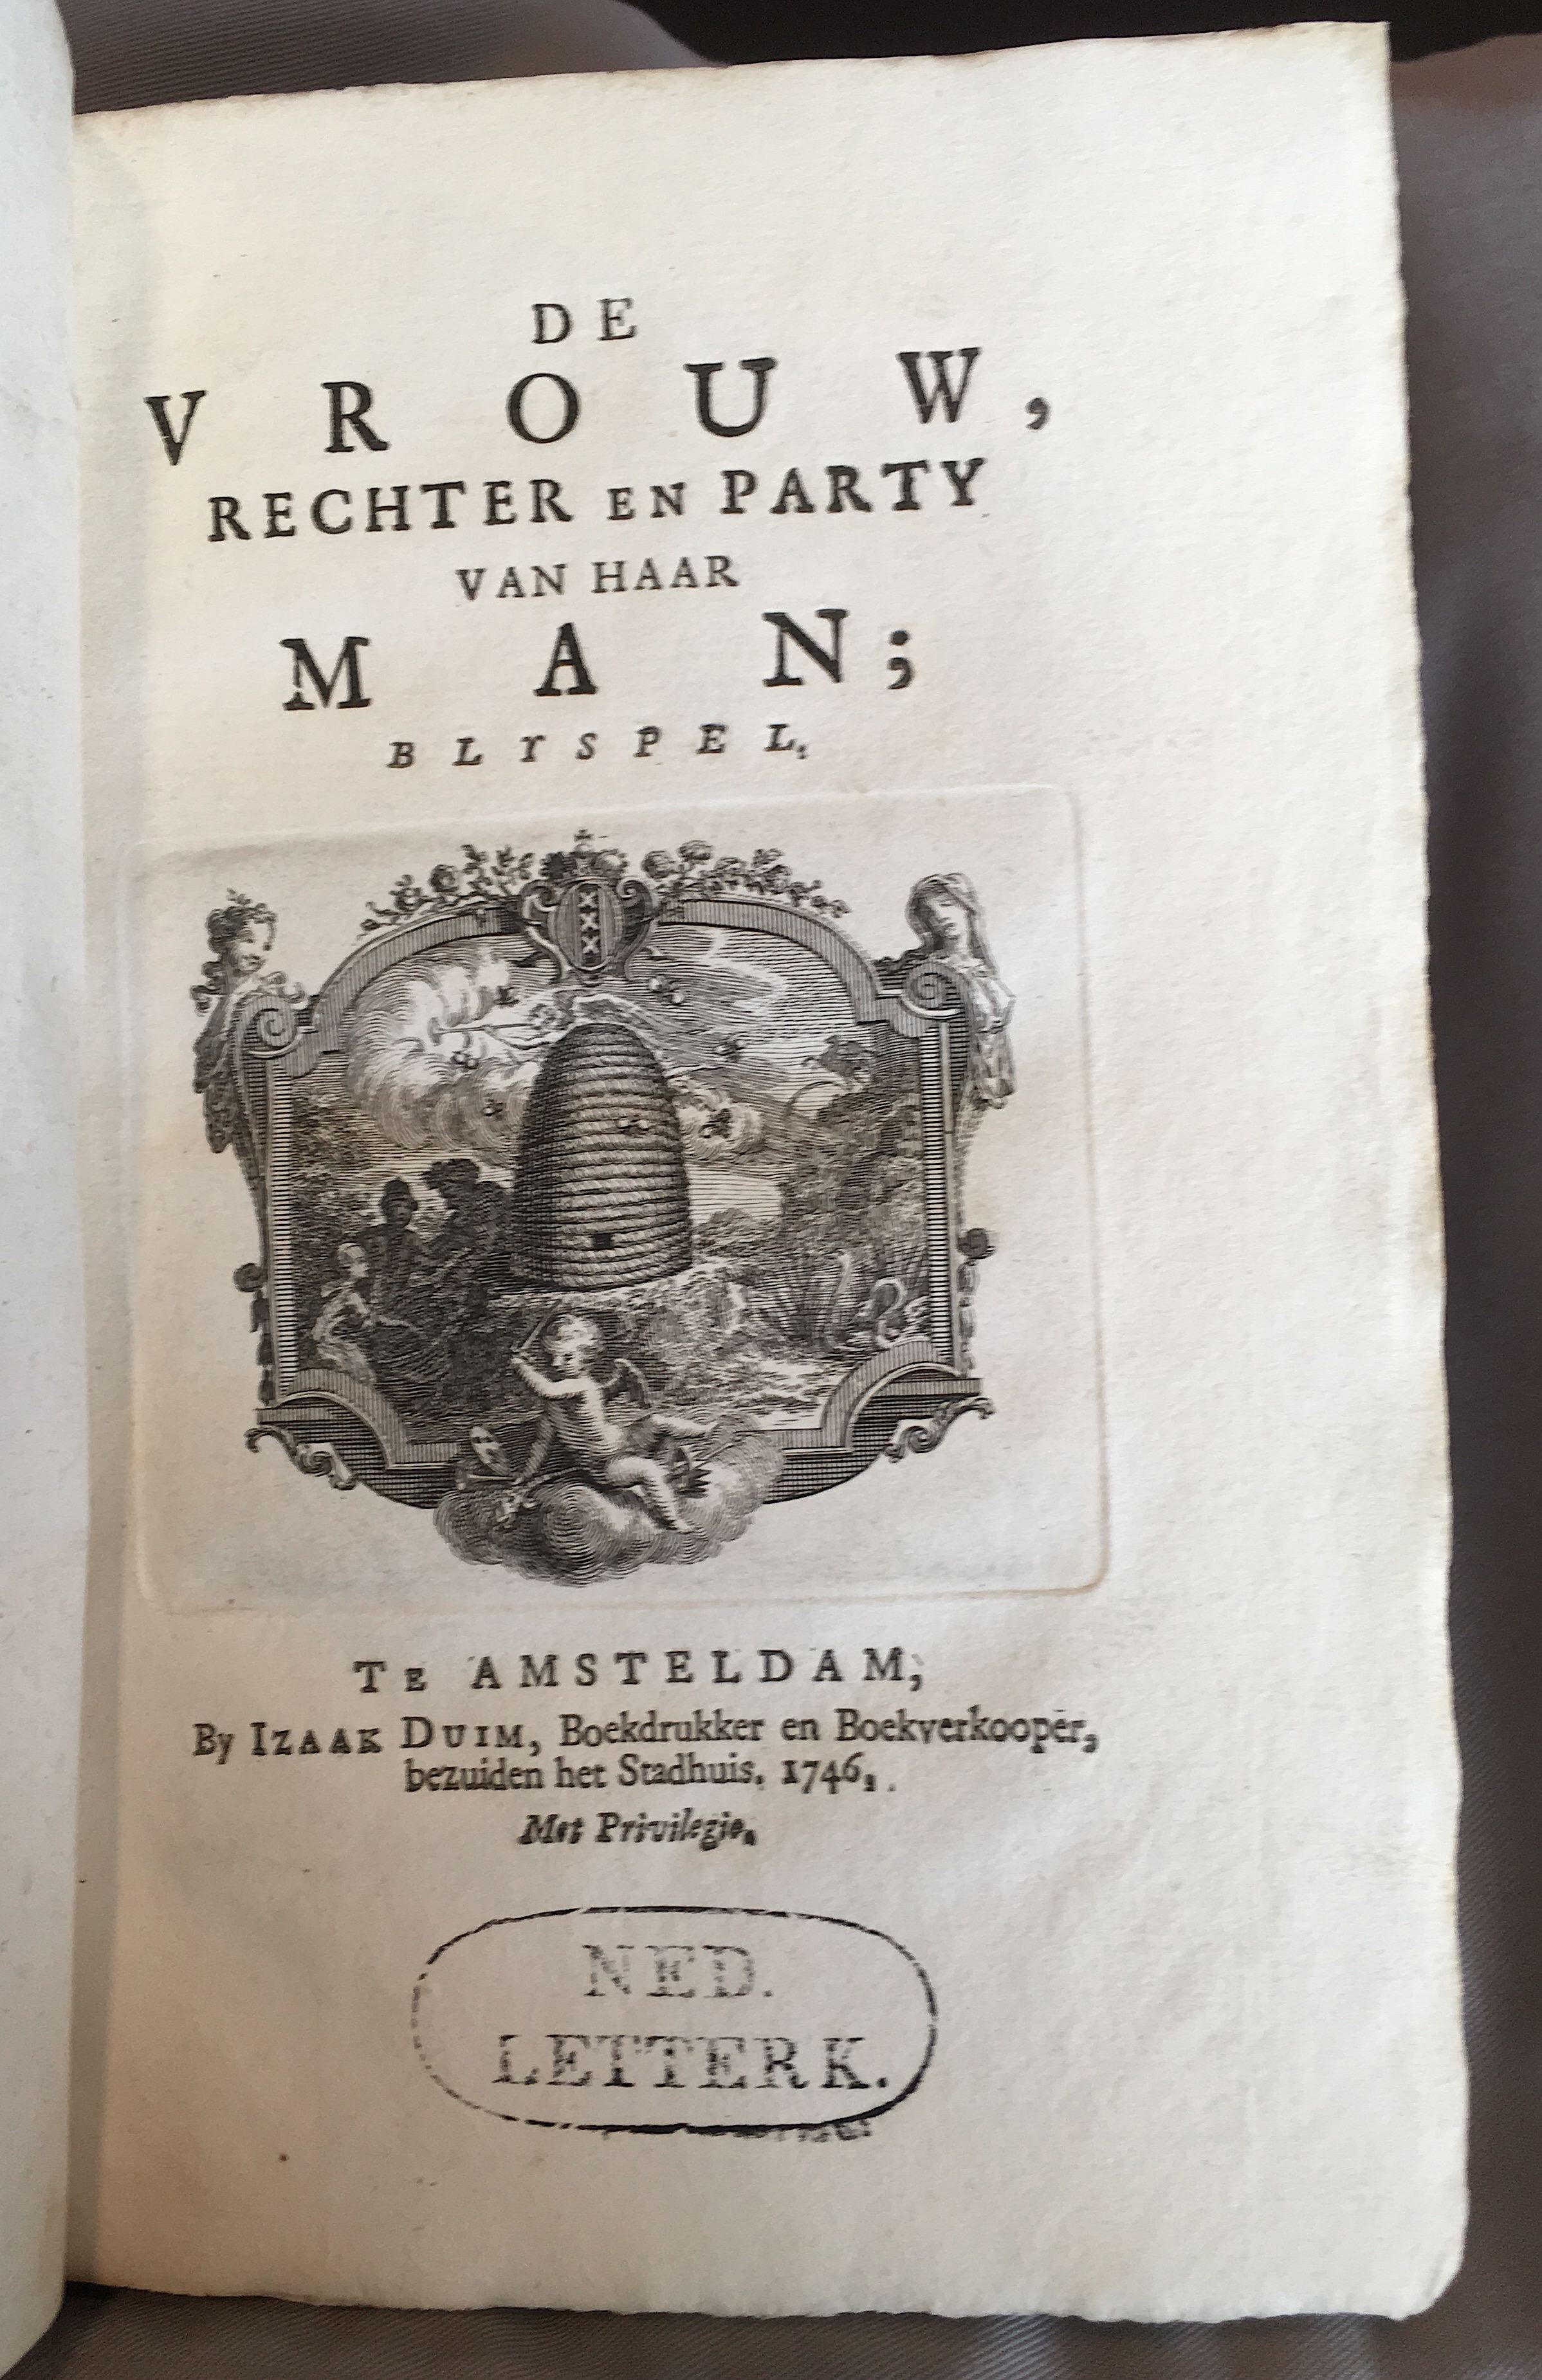 DE
VROUW,
RECHTER EN PARTY
VAN HAAR
MAN;
BLYSPEL.
XXX
TE AMSTELDAM,
By IZAAK DUIM, Boekdrukker en Boekverkooper,
bezuiden het Stadhuis, 1746.
Met Privilegie.
NED.
LETTERK.